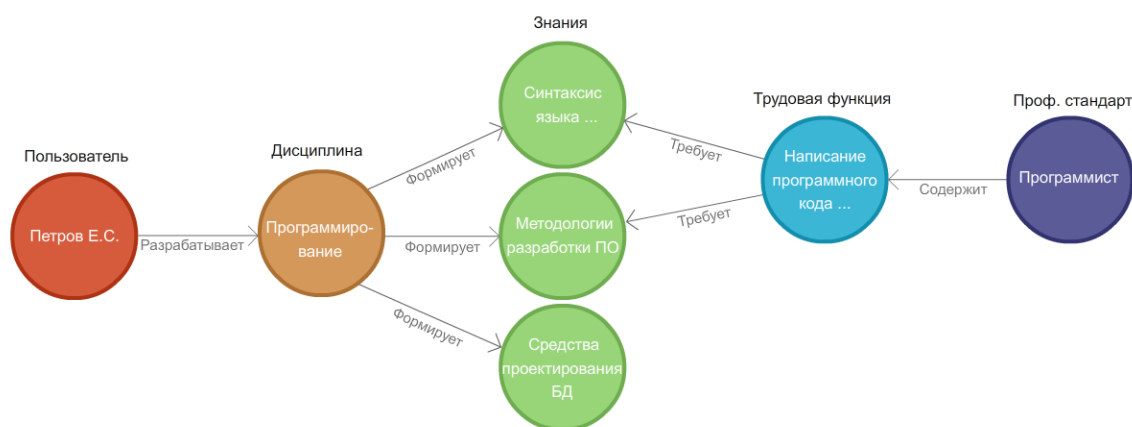 Знания
Синтаксис
языка ...
Трудовая функция
Проф. стандарт
Пользователь
Дисциплина
Формирует
Требует
Написание
программного
кода ...
Содержит
Программист
Петров Е.С.
Разрабатывает
Программиро-
вание
Формирует
Методологии
разработки ПО
Требует
Формирует
Средства
проектирования
БД